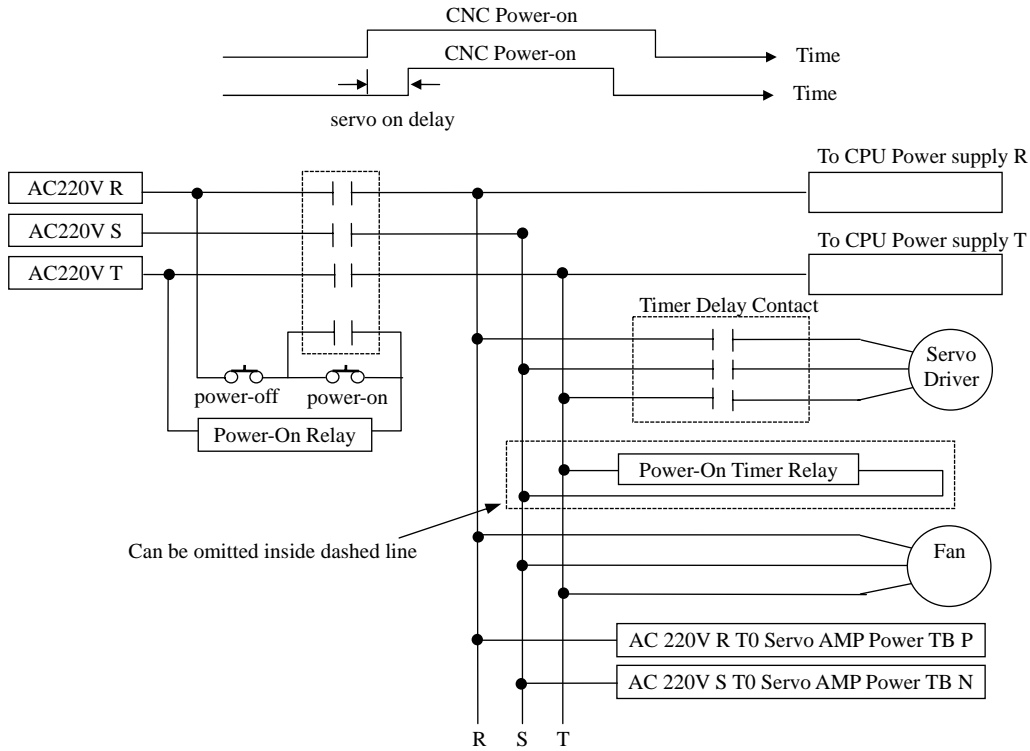 CNC Power-on
Time
CNC Power-on
Time
servo on delay
To CPU Power supply R
AC220V R
AC220V S
To CPU Power supply T
AC220V T
Timer Delay Contact
Servo
Driver
power-off
power-on
Power-On Relay
Power-On Timer Relay
Can be omitted inside dashed line
Fan
AC 220V R T0 Servo AMP Power TB P
AC 220V S T0 Servo AMP Power TB N
R
S
T